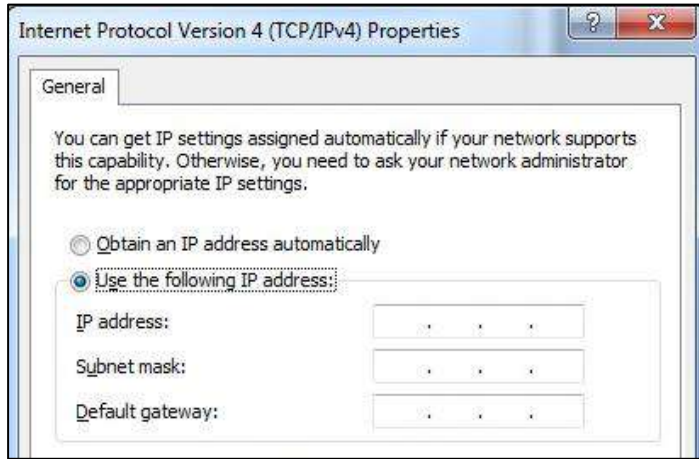 Internet Protocol Version 4 (TCP/IPv4) Properties
? X
General
You can get IP settings assigned automatically if your network supports
this capability. Otherwise, you need to ask your network administrator
for the appropriate IP settings.
Obtain an IP address automatically
Use the following IP address:
IP address: . . .
Subnet mask: . . .
Default gateway: . . .